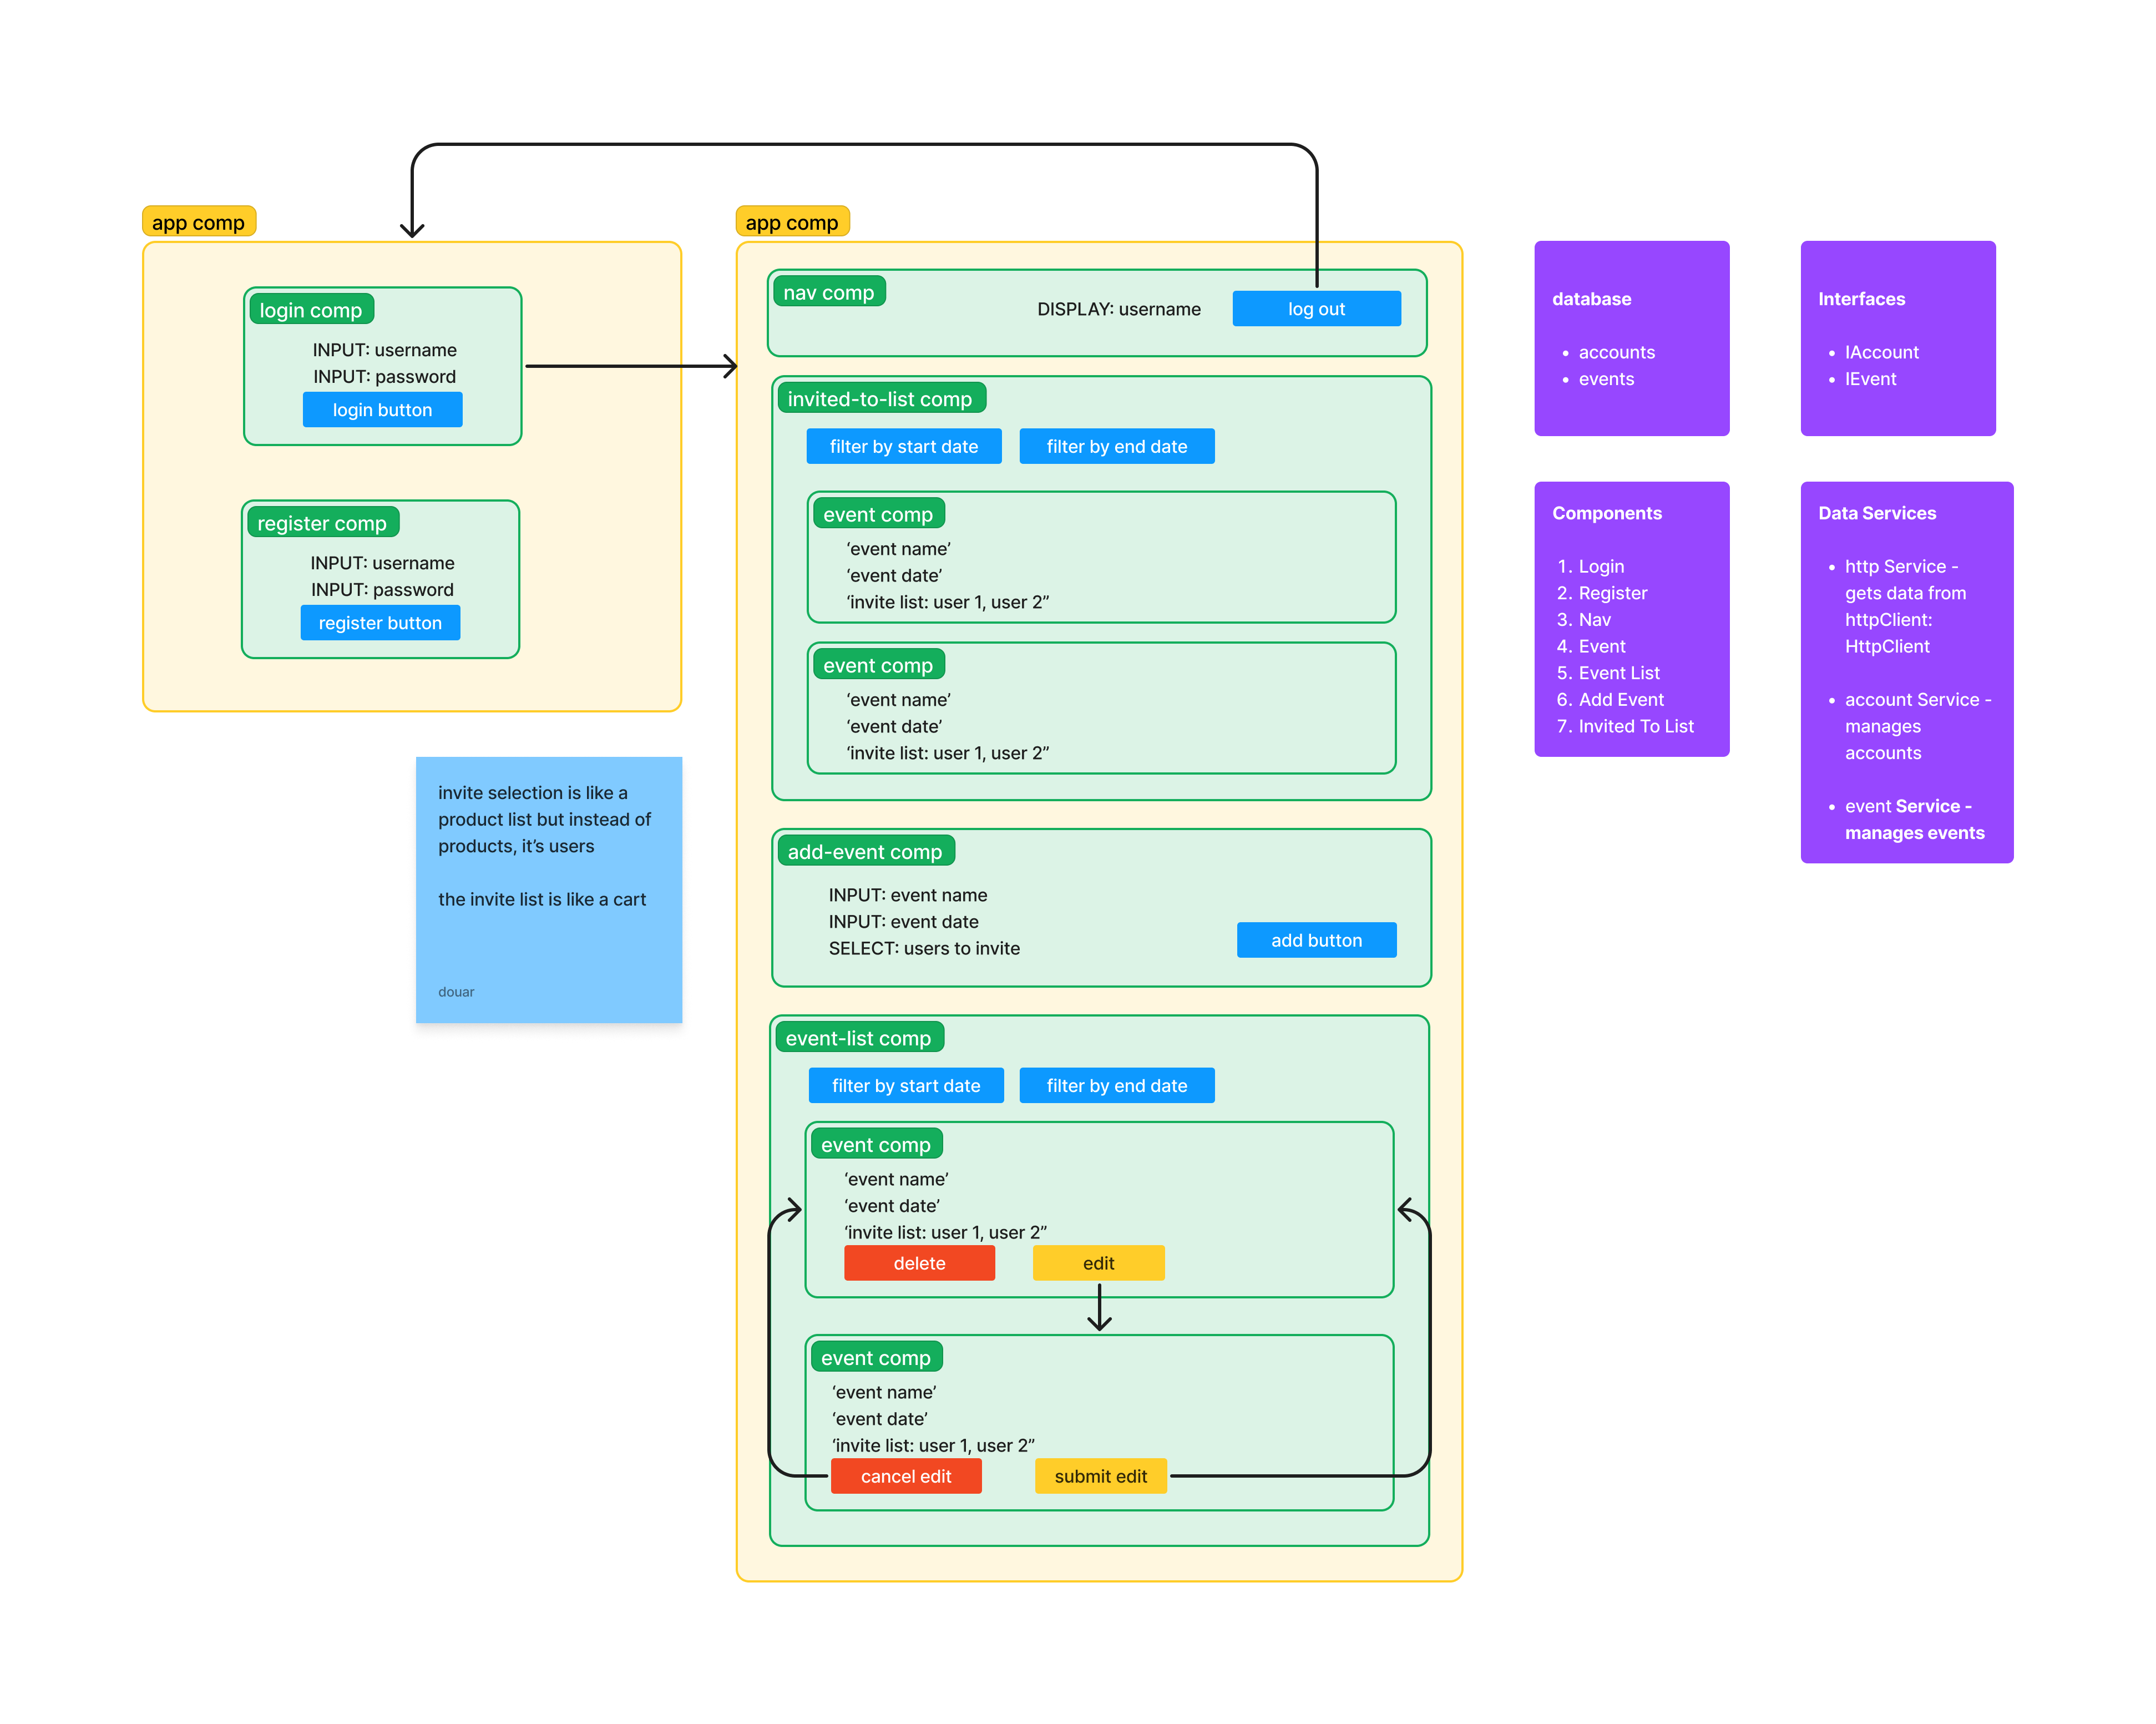 app comp
login comp
INPUT: username
INPUT: password
login button
register comp
INPUT: username
INPUT: password
register button
invite selection is like a
product list but instead of
products, it’s users
the invite list is like a cart
douar
app comp
nav comp
DISPLAY: username
log out
invited-to-list comp
filter by start date
filter by end date
event comp
‘event name’
‘event date’
‘invite list: user 1, user 2”
event comp
‘event name’
‘event date’
‘invite list: user 1, user 2”
add-event comp
INPUT: event name
INPUT: event date
SELECT: users to invite
add button
event-list comp
filter by start date
filter by end date
event comp
‘event name’
‘event date’
‘invite list: user 1, user 2”
delete
edit
event comp
‘event name’
‘event date’
‘invite list: user 1, user 2”
cancel edit
submit edit
database
• accounts
• events
Interfaces
• IAccount
• IEvent
Components
1. Login
2. Register
3. Nav
4. Event
5. Event List
6. Add Event
7. Invited To List
Data Services
• http Service -
gets data from
httpClient:
HttpClient
• account Service -
manages
accounts
• event Service -
manages events